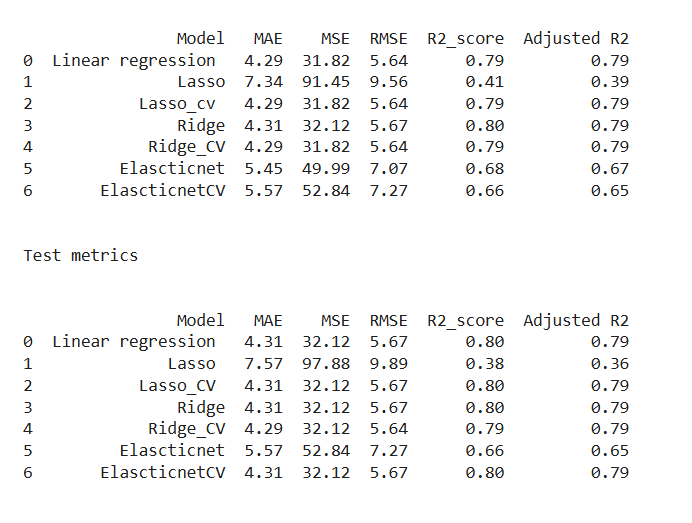 Model MAE MSE RMSE R2_score Adjusted R2
0 Linear regression 4.29 31.82 5.64 0.79 0.79
1 Lasso 7.34 91.45 9.56 0.41 0.39
2 Lasso_cv 4.29 31.82 5.64 0.79 0.79
3 Ridge 4.31 32.12 5.67 0.80 0.79
4 Ridge_CV 4.29 31.82 5.64 0.79 0.79
5 Elascticnet 5.45 49.99 7.07 0.68 0.67
6 ElascticnetCV 5.57 52.84 7.27 0.66 0.65
Test metrics
Model MAE MSE RMSE R2_score Adjusted R2
0 Linear regression 4.31 32.12 5.67 0.80 0.79
1 Lasso 7.57 97.88 9.89 0.38 0.36
2 Lasso_CV 4.31 32.12 5.67 0.80 0.79
3 Ridge 4.31 32.12 5.67 0.80 0.79
4 Ridge_CV 4.29 32.12 5.64 0.79 0.79
5 Elascticnet 5.57 52.84 7.27 0.66 0.65
6 ElascticnetCV 4.31 32.12 5.67 0.80 0.79